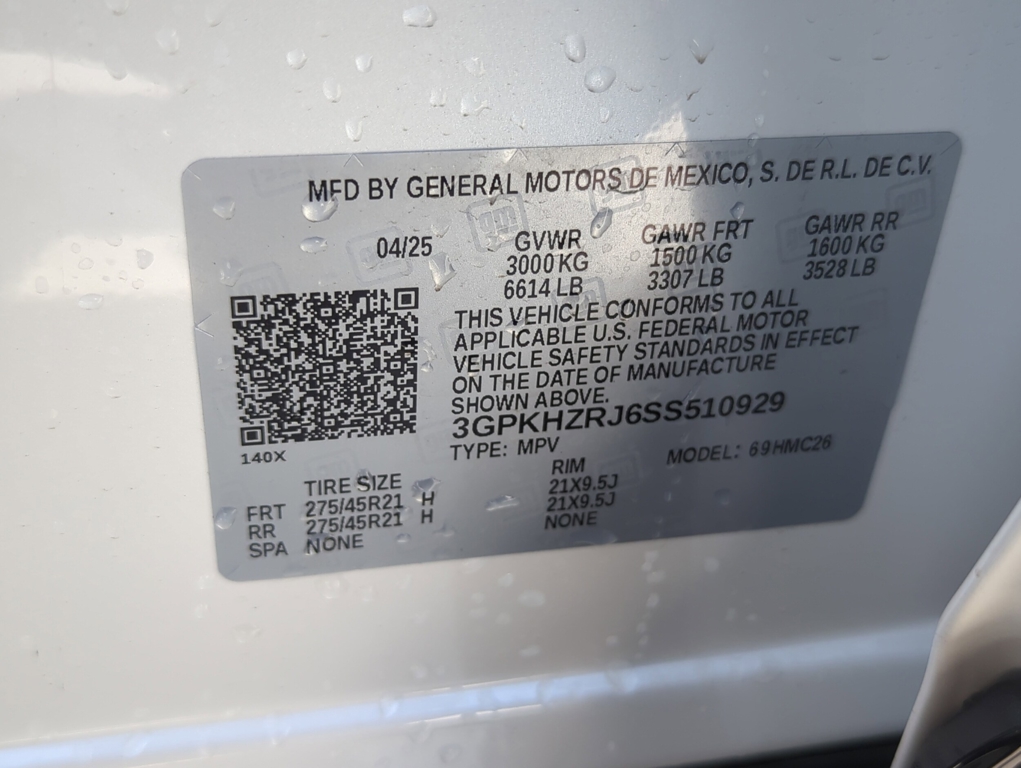 MFD BY GENERAL MOTORS DE MEXICO, S. DE R.L. DE C.V.
04/25 GVWR GAWR FRT GAWR RR
3000 KG 1500 KG 1600 KG
6614 LB 3307 LB 3528 LB
THIS VEHICLE CONFORMS TO ALL
APPLICABLE U.S. FEDERAL MOTOR
VEHICLE SAFETY STANDARDS IN EFFECT
ON THE DATE OF MANUFACTURE
SHOWN ABOVE.
3GPKHZRJ6SS510929
TYPE: MPV MODEL: 69HMC26
140X
TIRE SIZE RIM
FRT 275/45R21 H 21X9.5J
RR 275/45R21 H 21X9.5J
SPA NONE NONE